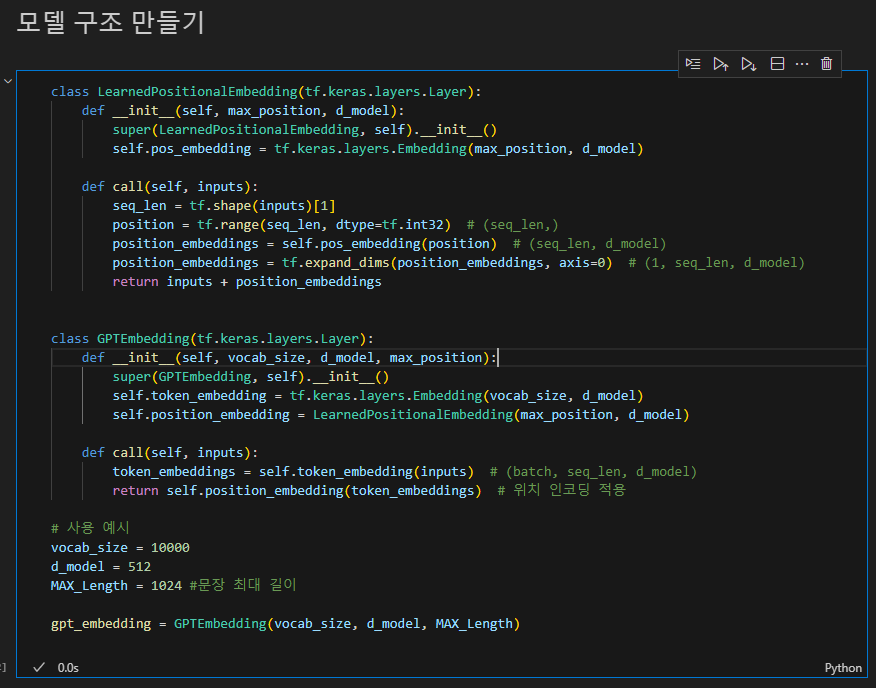 모델 구조 만들기
class LearnedPositionalEmbedding(tf.keras.layers.Layer):
    def __init__(self, max_position, d_model):
        super(LearnedPositionalEmbedding, self).__init__()
        self.pos_embedding = tf.keras.layers.Embedding(max_position, d_model)
    def call(self, inputs):
        seq_len = tf.shape(inputs)[1]
        position = tf.range(seq_len, dtype=tf.int32)  # (seq_len,)
        position_embeddings = self.pos_embedding(position)  # (seq_len, d_model)
        position_embeddings = tf.expand_dims(position_embeddings, axis=0)  # (1, seq_len, d_model)
        return inputs + position_embeddings
class GPTEmbedding(tf.keras.layers.Layer):
    def __init__(self, vocab_size, d_model, max_position):
        super(GPTEmbedding, self).__init__()
        self.token_embedding = tf.keras.layers.Embedding(vocab_size, d_model)
        self.position_embedding = LearnedPositionalEmbedding(max_position, d_model)
    def call(self, inputs):
        token_embeddings = self.token_embedding(inputs)  # (batch, seq_len, d_model)
        return self.position_embedding(token_embeddings)  # 위치 인코딩 적용
# 사용 예시
vocab_size = 10000
d_model = 512
MAX_Length = 1024 #문장 최대 길이
gpt_embedding = GPTEmbedding(vocab_size, d_model, MAX_Length)
0.0s Python